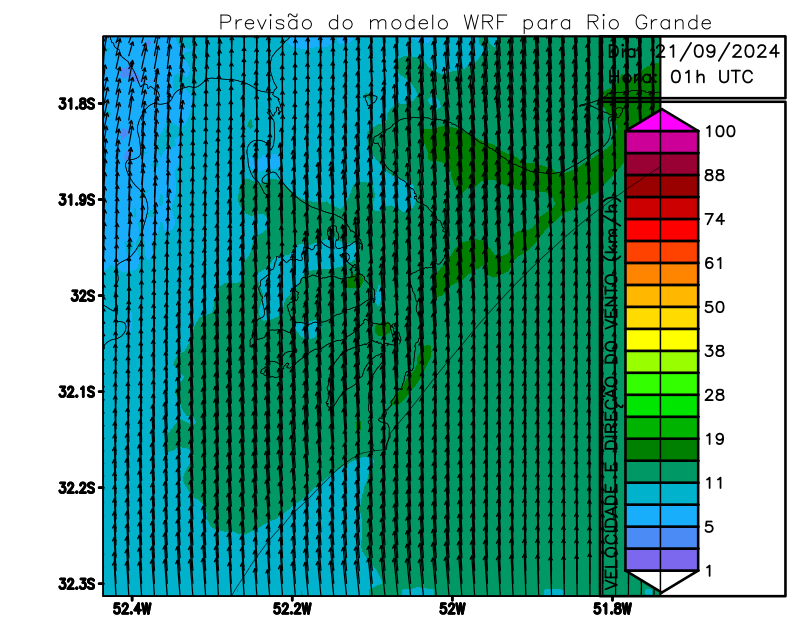 Previsão do modelo WRF para Rio Grande
Dia: 21/09/2024
Hora: 01h UTC
31.8S
31.9S
32S
32.1S
32.2S
32.3S
52.4W
52.2W
52W
51.8W
VELOCIDADE E DIREÇÃO DO VENTO (km/h)
100
88
74
61
50
38
28
19
11
5
1